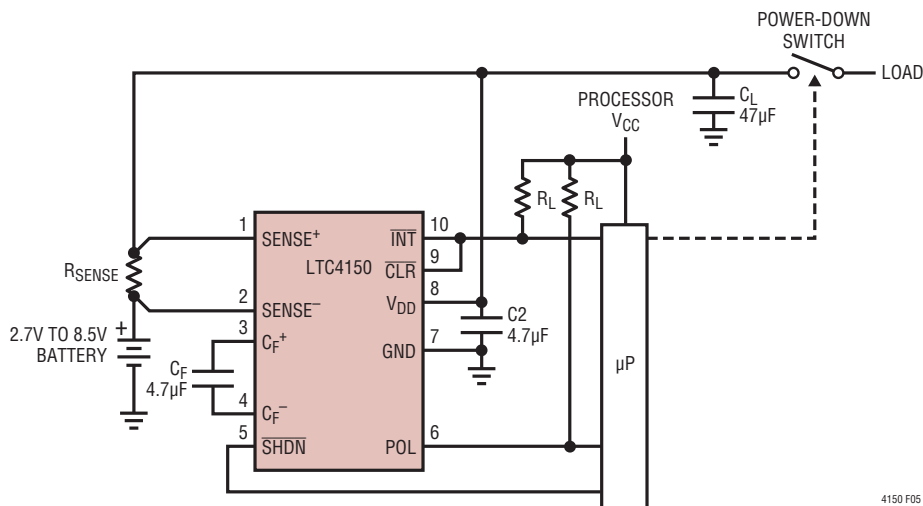 POWER-DOWN
SWITCH
LOAD
PROCESSOR
VCC
CL
47µF
RL
RL
1
SENSE+
INT
10
LTC4150
CLR
9
RSENSE
VDD
8
2
SENSE–
C2
4.7µF
3
CF+
GND
7
2.7V TO 8.5V
BATTERY
+
µP
CF
4.7µF
4
CF–
5
SHDN
POL
6
4150 F05